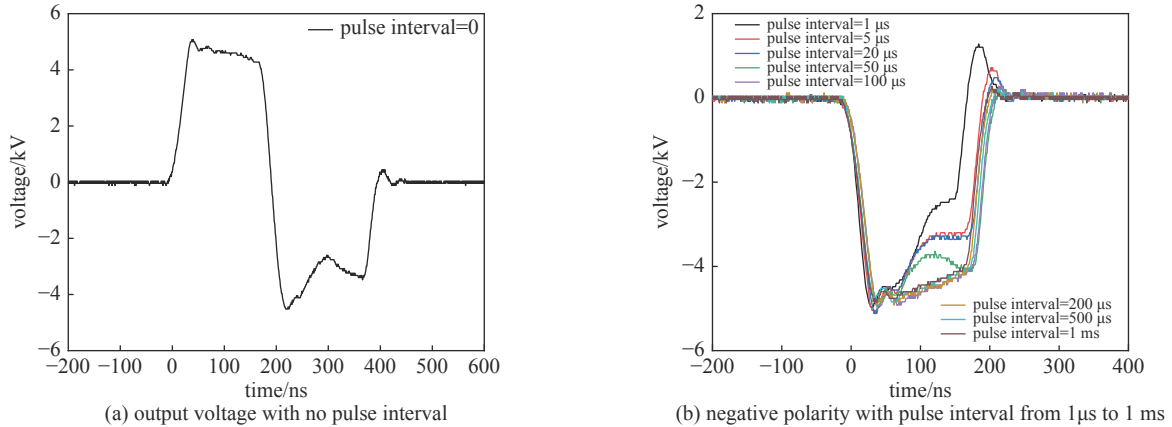 6
4
2
0
−2
−4
−6
voltage/kV
pulse interval=0
−200
−100
0
100
200
300
400
500
600
time/ns
(a) output voltage with no pulse interval
2
0
−2
−4
−6
voltage/kV
pulse interval=1 μs
pulse interval=5 μs
pulse interval=20 μs
pulse interval=50 μs
pulse interval=100 μs
pulse interval=200 μs
pulse interval=500 μs
pulse interval=1 ms
−200
−100
0
100
200
300
400
time/ns
(b) negative polarity with pulse interval from 1μs to 1 ms